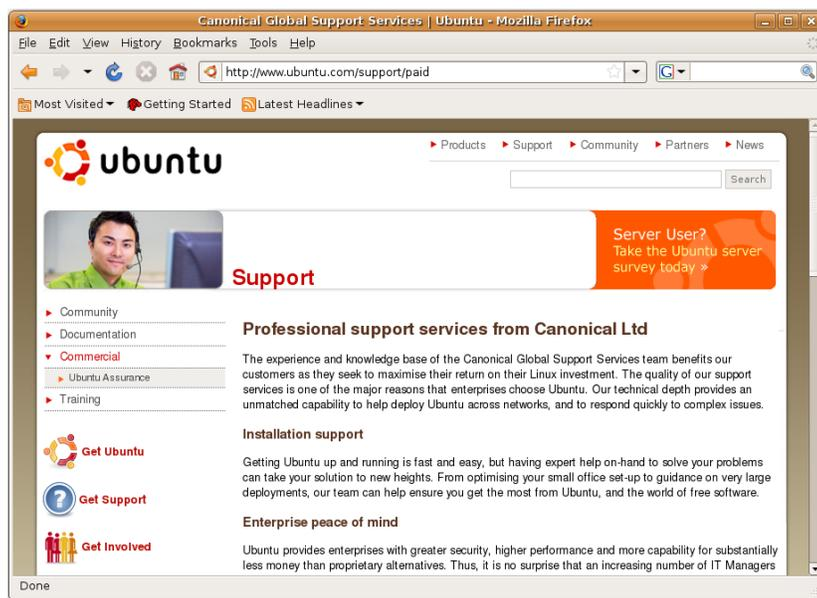 Canonical Global Support Services | Ubuntu - Mozilla Firefox
File Edit View History Bookmarks Tools Help
http://www.ubuntu.com/support/paid
G
Most Visited Getting Started Latest Headlines
ubuntu
Products Support Community Partners News
Search
Support
Server User?
Take the Ubuntu server
survey today »
Community
Documentation
Commercial
Ubuntu Assurance
Training
Get Ubuntu
? Get Support
Get Involved
Professional support services from Canonical Ltd
The experience and knowledge base of the Canonical Global Support Services team benefits our
customers as they seek to maximise their return on their Linux investment. The quality of our support
services is one of the major reasons that enterprises choose Ubuntu. Our technical depth provides an
unmatched capability to help deploy Ubuntu across networks, and to respond quickly to complex issues.
Installation support
Getting Ubuntu up and running is fast and easy, but having expert help on-hand to solve your problems
can take your solution to new heights. From optimising your small office set-up to guidance on very large
deployments, our team can help ensure you get the most from Ubuntu, and the world of free software.
Enterprise peace of mind
Ubuntu provides enterprises with greater security, higher performance and more capability for substantially
less money than proprietary alternatives. Thus, it is no surprise that an increasing number of IT Managers
Done